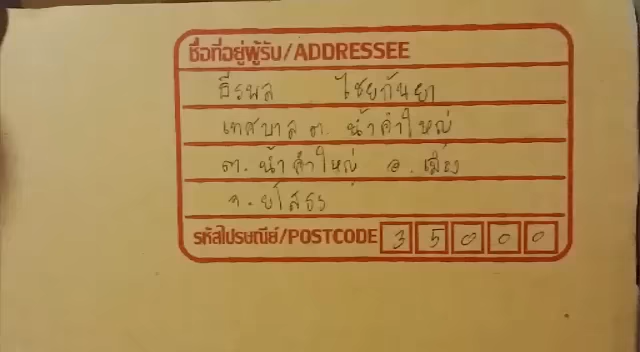 ชื่อที่อยู่ผู้รับ/ADDRESSEE
ธีรพล ไชยกันยา
เทศบาล ต. น้ำคำใหญ่
ต. น้ำคำใหญ่ อ. เมือง
จ. ยโสธร
รหัสไปรษณีย์/POSTCODE 35000